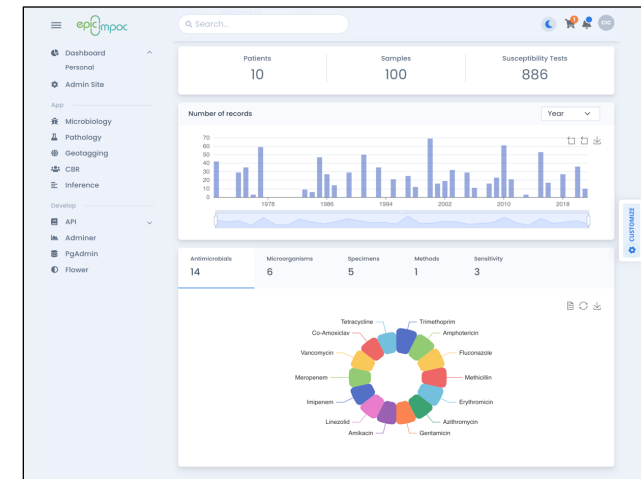 epicimpoc
Search...
CIC
Dashboard
Personal
Admin Site
App
Microbiology
Pathology
Geotagging
CBR
Inference
Develop
API
Adminer
PgAdmin
Flower
Patients
10
Samples
100
Susceptibility Tests
886
Number of records
Year
70
60
50
40
30
20
10
0
1978 1986 1994 2002 2010 2018
Antimicrobials
14
Microorganisms
6
Specimens
5
Methods
1
Sensitivity
3
Tetracycline
Trimethoprim
Co-Amoxiclav
Amphotericin
Vancomycin
Fluconazole
Meropenem
Methicillin
Imipenem
Erythromicin
Linezolid
Azithromycin
Amikacin
Gentamicin
CUSTOMIZE